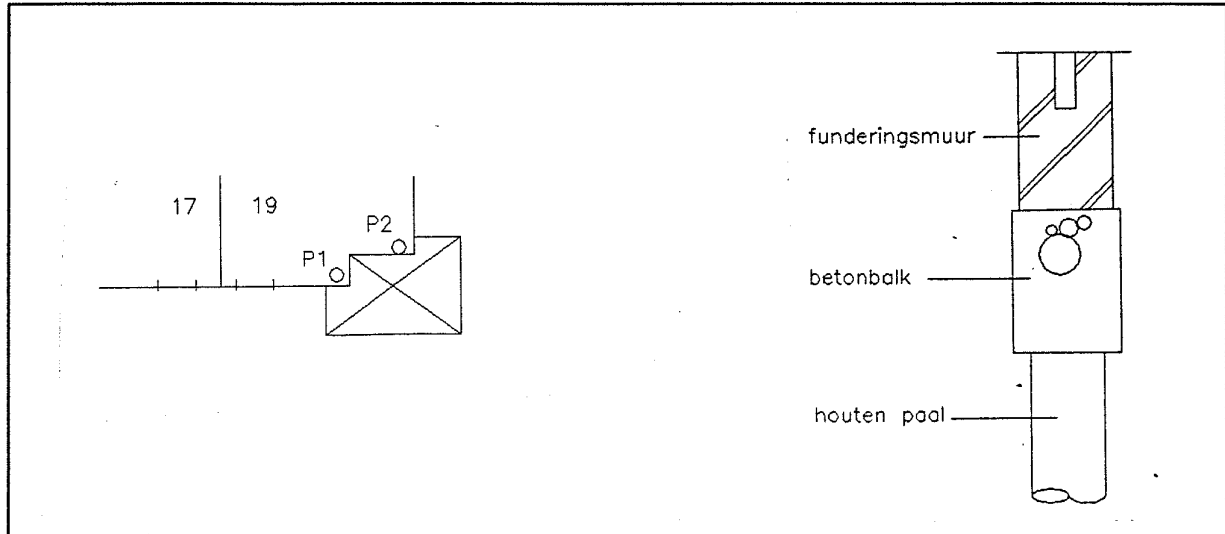 17 19
P2
P1
funderingsmuur
betonbalk
houten paal